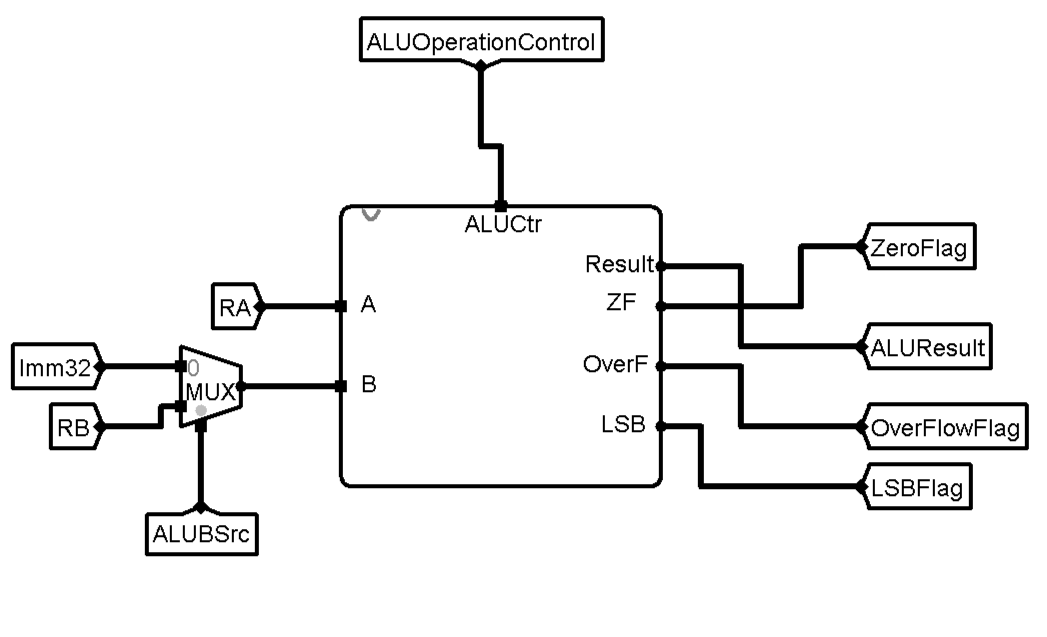 ALUOperationControl
ALUCtr
Result
ZeroFlag
RA
A
ZF
Imm32
0
MUX
B
OverF
ALUResult
RB
LSB
OverFlowFlag
LSBFlag
ALUBSrc